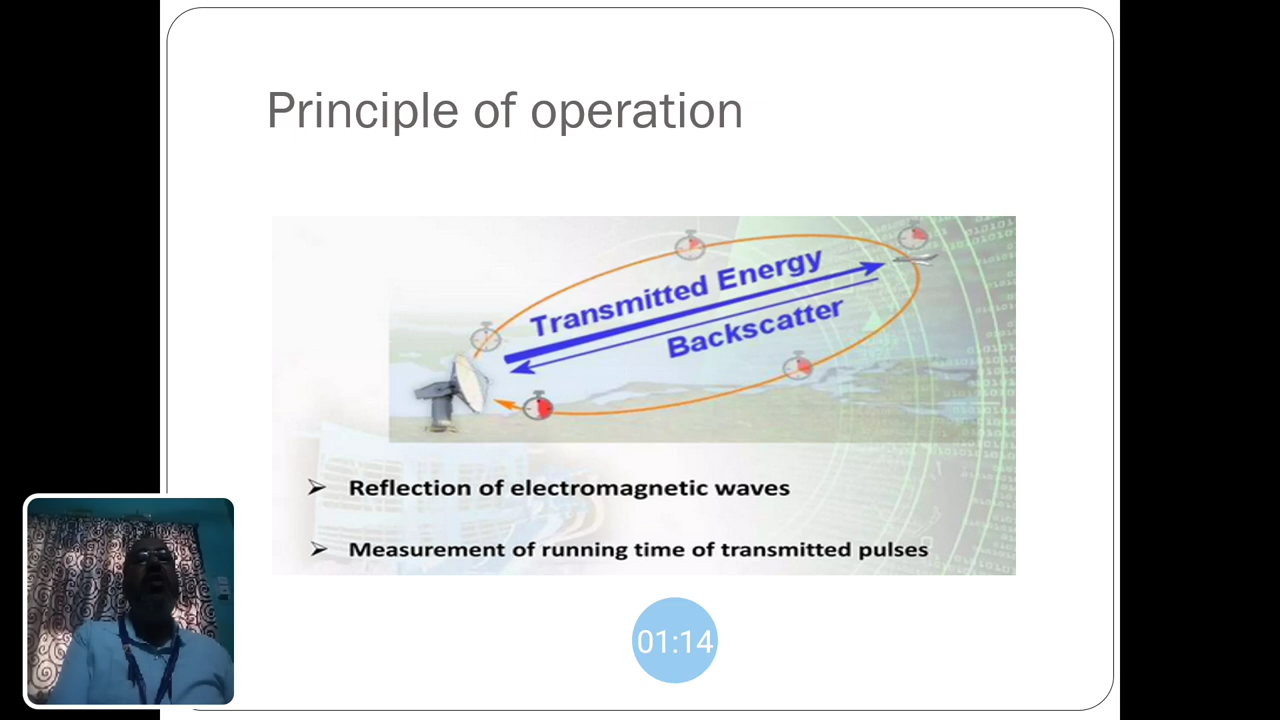 Principle of operation
Transmitted Energy
Backscatter
➢ Reflection of electromagnetic waves
➢ Measurement of running time of transmitted pulses
01:14